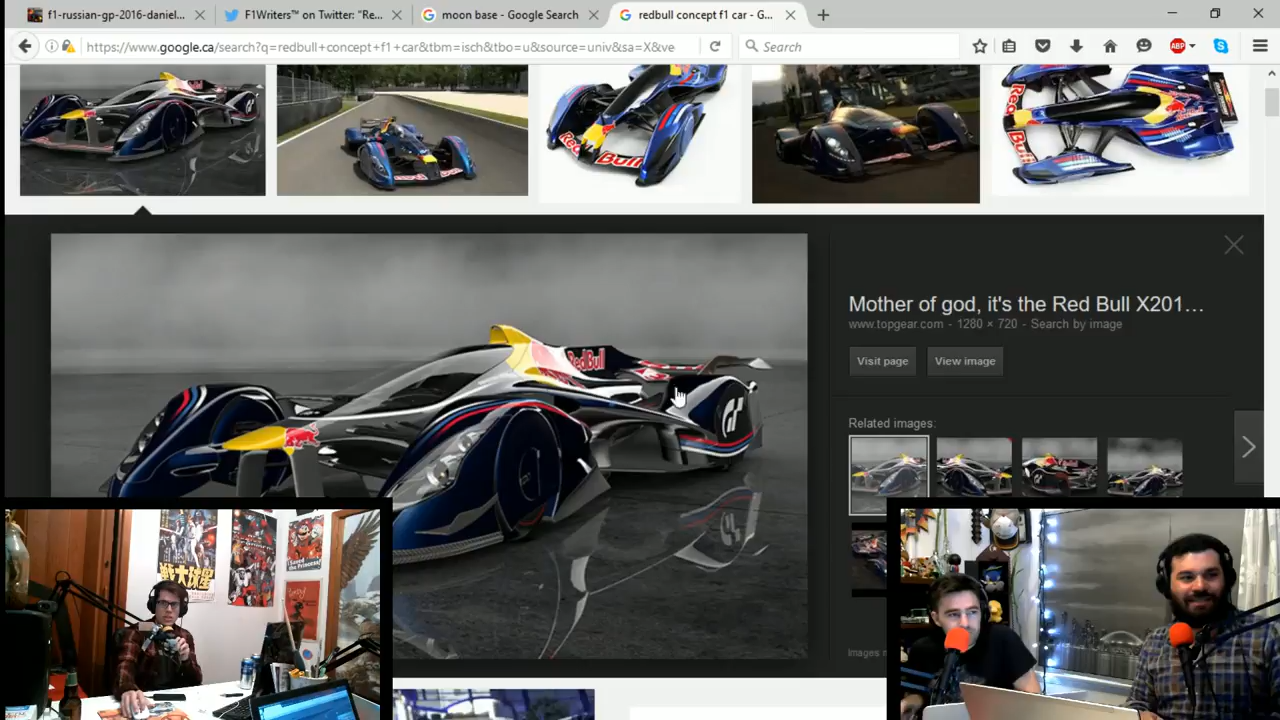 f1-russian-gp-2016-daniel...
F1Writers™ on Twitter: "Re...
moon base - Google Search
redbull concept f1 car - G...
https://www.google.ca/search?q=redbull+concept+f1+car&tbm=isch&tbo=u&source=univ&sa=X&ve
Search
ABP
Red Bull
Red
Bull
Mother of god, it's the Red Bull X201...
www.topgear.com - 1280 × 720 - Search by image
Visit page
View image
RedBull
Related images:
Images